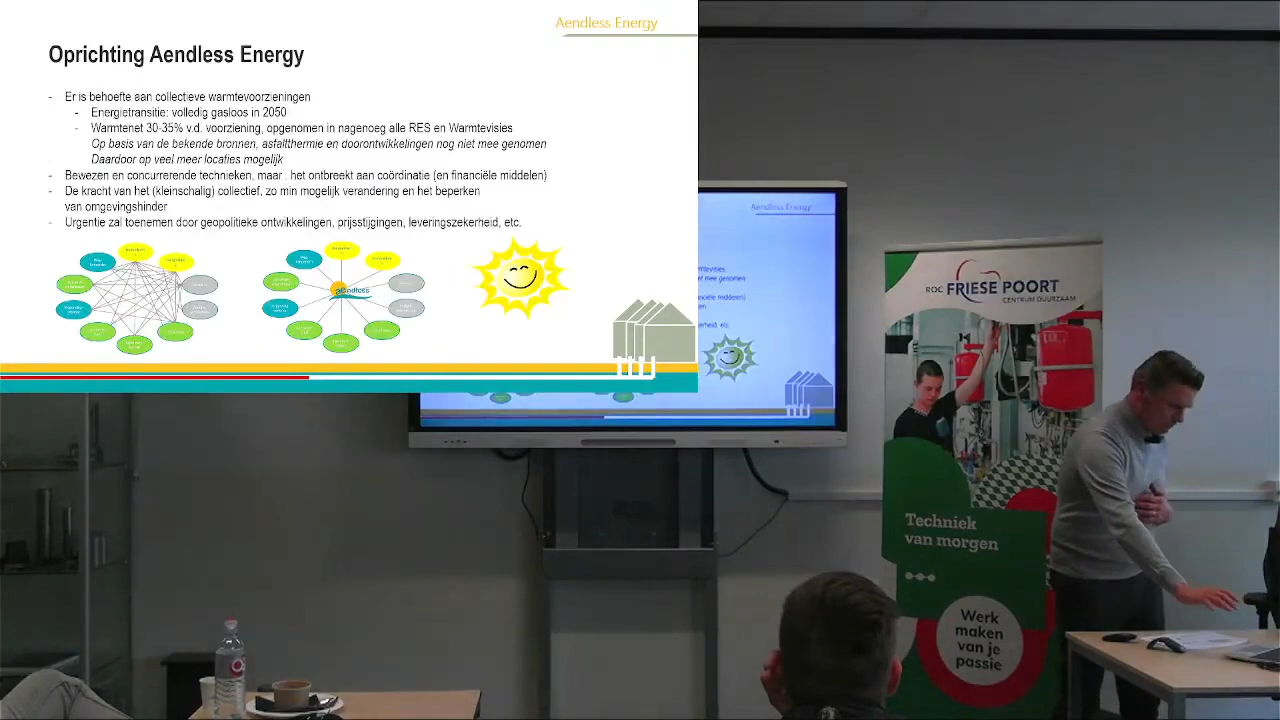 Aendless Energy
Oprichting Aendless Energy
- Er is behoefte aan collectieve warmtevoorzieningen
- Energietransitie: volledig gasloos in 2050
- Warmtenet 30-35% v.d. voorziening, opgenomen in nagenoeg alle RES en Warmtevisies
Op basis van de bekende bronnen, asfaltthermie en doorontwikkelingen nog niet mee genomen
Daardoor op veel meer locaties mogelijk
- Bewezen en concurrerende technieken, maar . het ontbreekt aan coördinatie (en financiële middelen)
- De kracht van het (kleinschalig) collectief, zo min mogelijk verandering en het beperken
van omgevingshinder
- Urgentie zal toenemen door geopolitieke ontwikkelingen, prijsstijgingen, leveringszekerheid, etc.
aEndless
Aendless Energy
mee genomen
ROC FRIESE POORT
CENTRUM DUURZAAM
Techniek
van morgen
Werk
maken
van je
passie